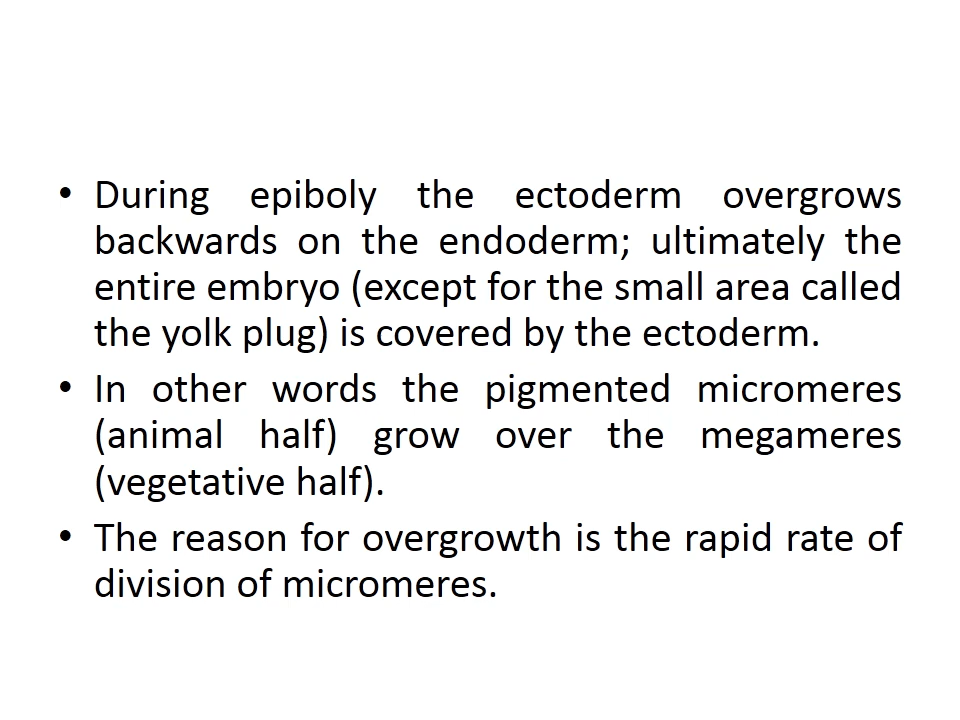 • During epiboly the ectoderm overgrows
backwards on the endoderm; ultimately the
entire embryo (except for the small area called
the yolk plug) is covered by the ectoderm.
• In other words the pigmented micromeres
(animal half) grow over the megameres
(vegetative half).
• The reason for overgrowth is the rapid rate of
division of micromeres.